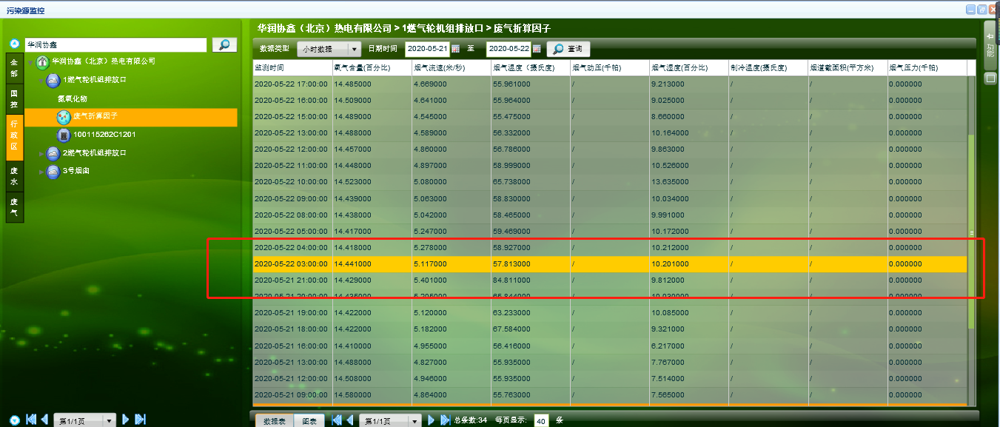 污染源监控
华润协鑫
全部
国控
行政区
废水
废气
华润协鑫（北京）热电有限公司
1燃气轮机组排放口
氮氧化物
废气折算因子
100115262C1201
2燃气轮机组排放口
3号烟囱
第1/1页
华润协鑫（北京）热电有限公司 > 1燃气轮机组排放口 > 废气折算因子
数据类型 小时数据 日期时间 2020-05-21 至 2020-05-22 查询
功能
监测时间 氧气含量(百分比) 烟气流速(米/秒) 烟气温度（摄氏度) 烟气动压(千帕) 烟气湿度(百分比) 制冷温度(摄氏度) 烟道截面积(平方米) 烟气压力(千帕)
2020-05-22 17:00:00 14.485000 4.669000 55.961000 / 9.213000 / / 0.000000
2020-05-22 16:00:00 14.509000 4.641000 55.964000 / 9.025000 / / 0.000000
2020-05-22 15:00:00 14.489000 4.545000 55.475000 / 8.660000 / / 0.000000
2020-05-22 13:00:00 14.488000 4.589000 56.332000 / 10.164000 / / 0.000000
2020-05-22 12:00:00 14.457000 4.860000 56.786000 / 9.863000 / / 0.000000
2020-05-22 11:00:00 14.448000 4.897000 58.999000 / 10.526000 / / 0.000000
2020-05-22 10:00:00 14.523000 5.080000 65.738000 / 13.635000 / / 0.000000
2020-05-22 09:00:00 14.439000 5.063000 58.830000 / 10.034000 / / 0.000000
2020-05-22 08:00:00 14.438000 5.042000 58.465000 / 9.991000 / / 0.000000
2020-05-22 05:00:00 14.417000 5.247000 59.469000 / 10.172000 / / 0.000000
2020-05-22 04:00:00 14.418000 5.278000 58.927000 / 10.212000 / / 0.000000
2020-05-22 03:00:00 14.441000 5.117000 57.813000 / 10.201000 / / 0.000000
2020-05-21 21:00:00 14.429000 5.401000 84.811000 / 9.812000 / / 0.000000
2020-05-21 20:00:00 14.435000 5.205000 65.844000 / 10.030000 / / 0.000000
2020-05-21 19:00:00 14.422000 5.120000 63.233000 / 10.085000 / / 0.000000
2020-05-21 18:00:00 14.422000 5.182000 67.584000 / 9.321000 / / 0.000000
2020-05-21 16:00:00 14.410000 4.955000 56.416000 / 6.217000 / / 0.000000
2020-05-21 13:00:00 14.488000 4.827000 55.935000 / 7.767000 / / 0.000000
2020-05-21 12:00:00 14.508000 4.946000 55.935000 / 7.514000 / / 0.000000
2020-05-21 09:00:00 14.580000 4.864000 55.763000 / 7.565000 / / 0.000000
数据表 图表 第1/1页 总条数:34 每页显示: 40 条